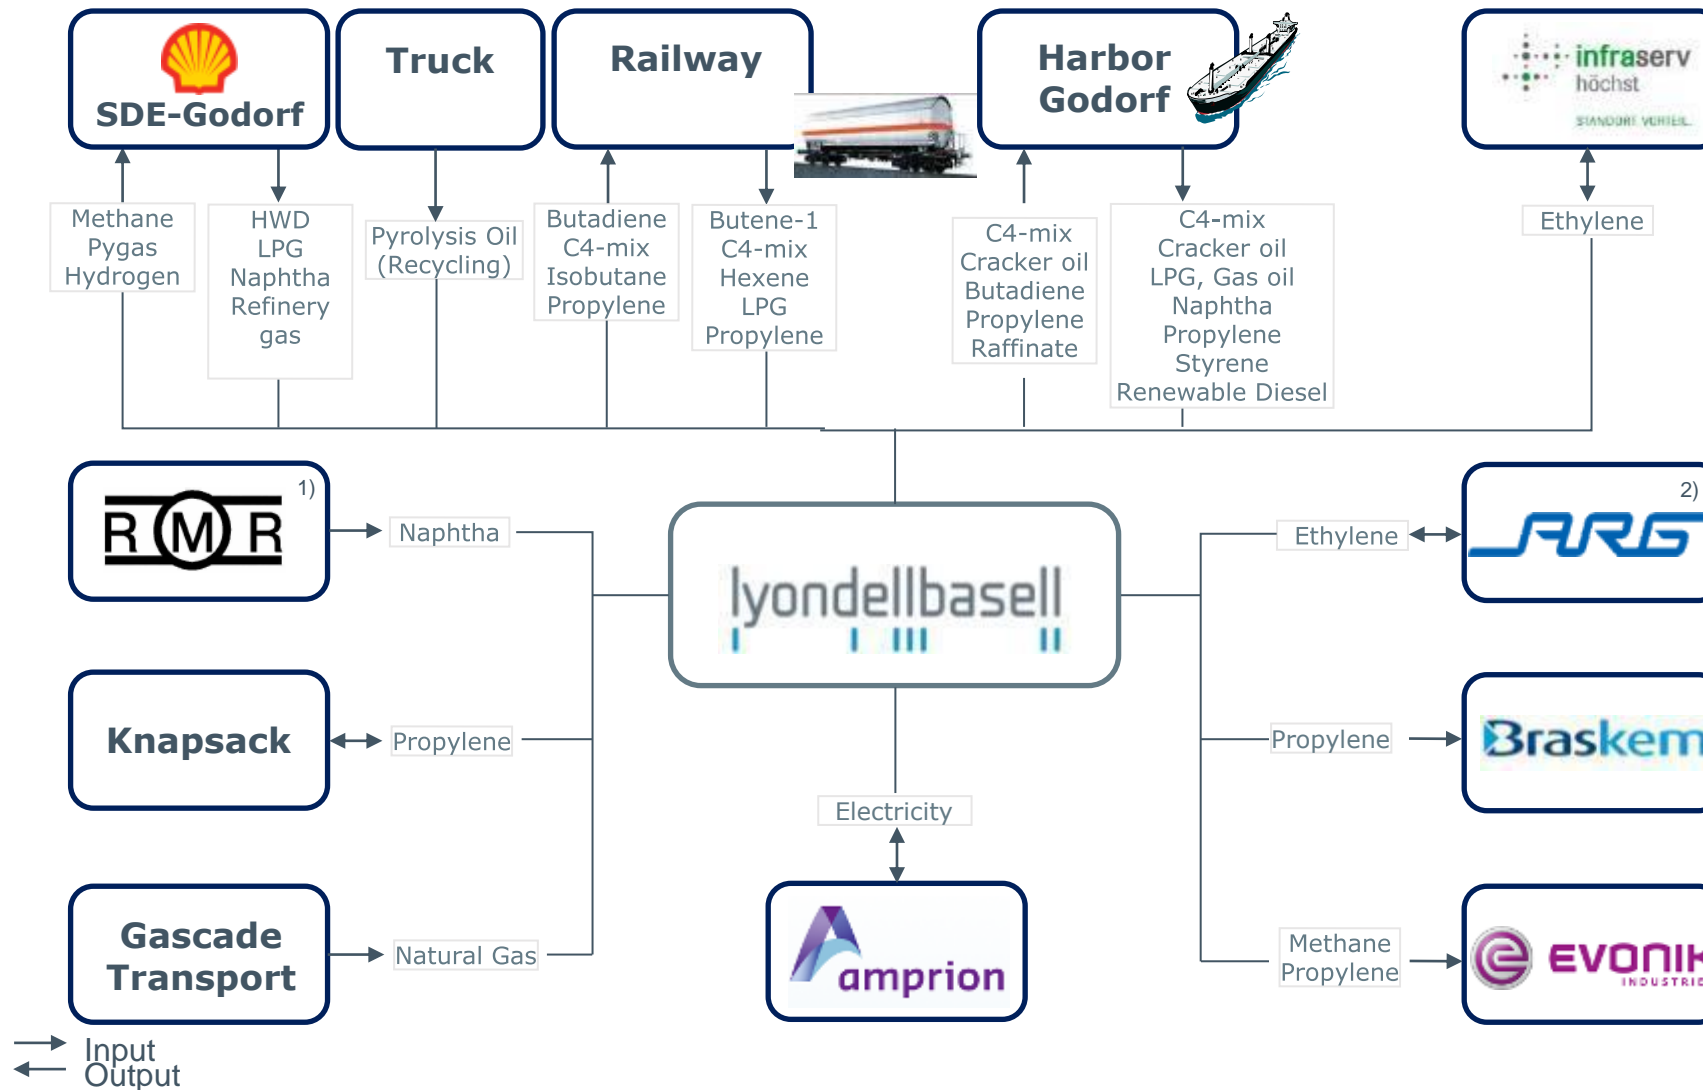 SDE-Godorf
Truck
Railway
Harbor
Godorf
infraserv
höchst
STANDORT VORTEIL.
Methane
Pygas
Hydrogen
HWD
LPG
Naphtha
Refinery
gas
Pyrolysis Oil
(Recycling)
Butadiene
C4-mix
Isobutane
Propylene
Butene-1
C4-mix
Hexene
LPG
Propylene
C4-mix
Cracker oil
Butadiene
Propylene
Raffinate
C4-mix
Cracker oil
LPG, Gas oil
Naphtha
Propylene
Styrene
Renewable Diesel
Ethylene
RMR
1)
Naphtha
lyondellbasell
Ethylene
ARG
2)
Knapsack
Propylene
Propylene
Braskem
Electricity
Gascade
Transport
Natural Gas
amprion
Methane
Propylene
EVONIK
INDUSTRIE
Input
Output